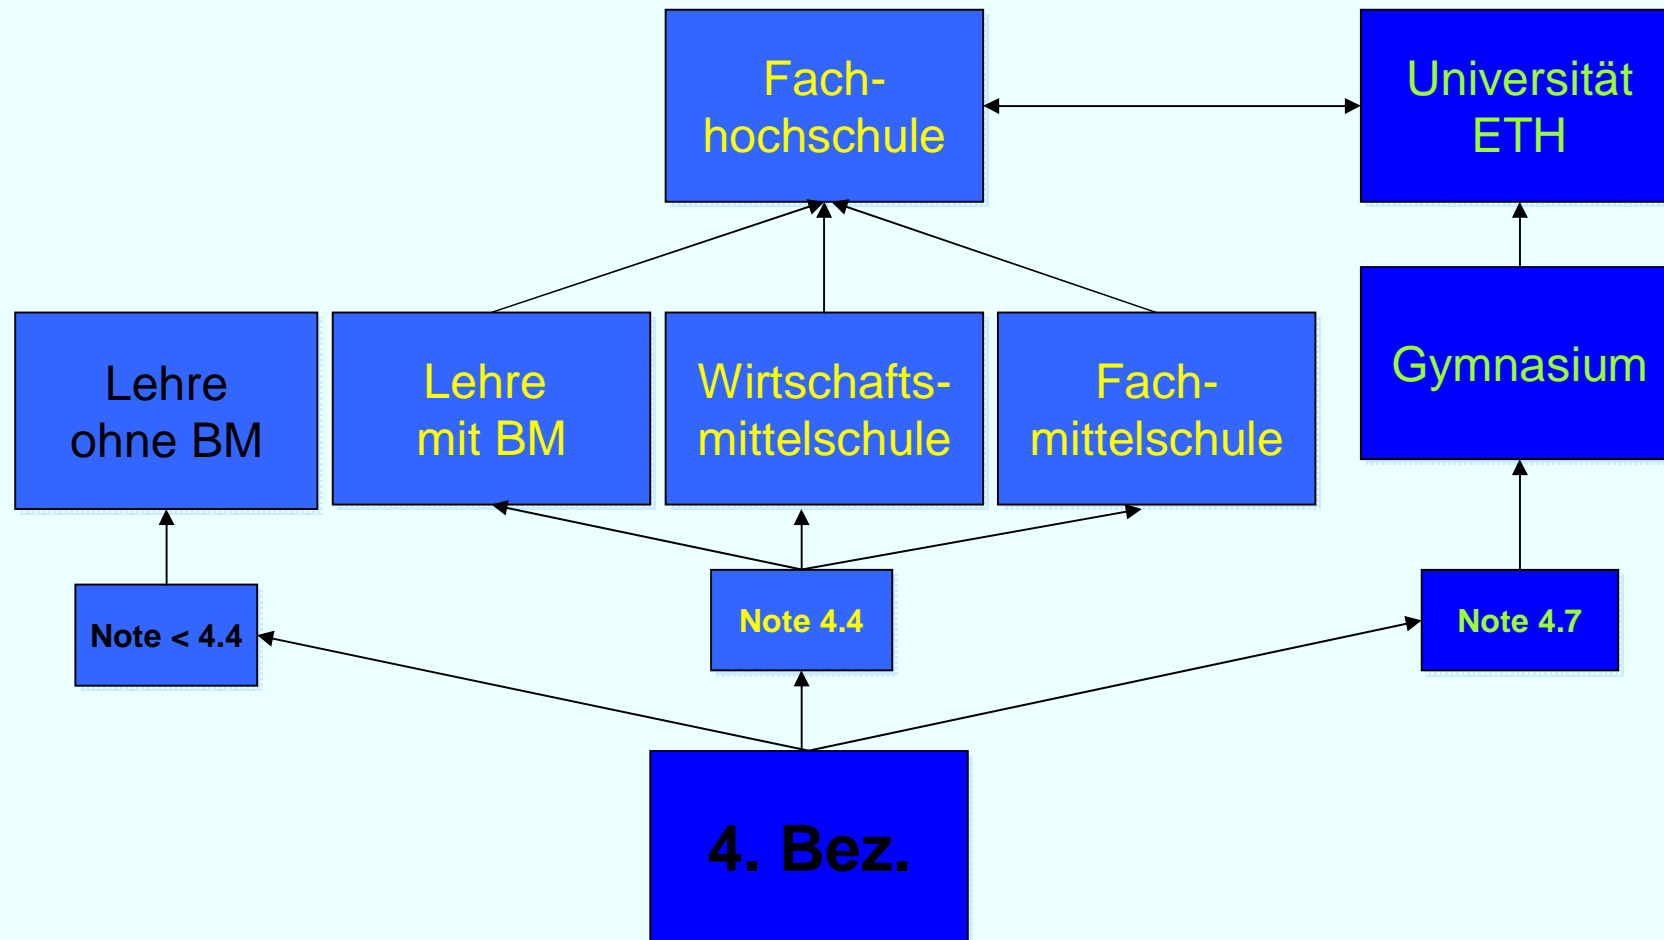 Fach-
hochschule
Universität
ETH
Lehre
ohne BM
Lehre
mit BM
Wirtschafts-
mittelschule
Fach-
mittelschule
Gymnasium
Note < 4.4
Note 4.4
Note 4.7
4. Bez.